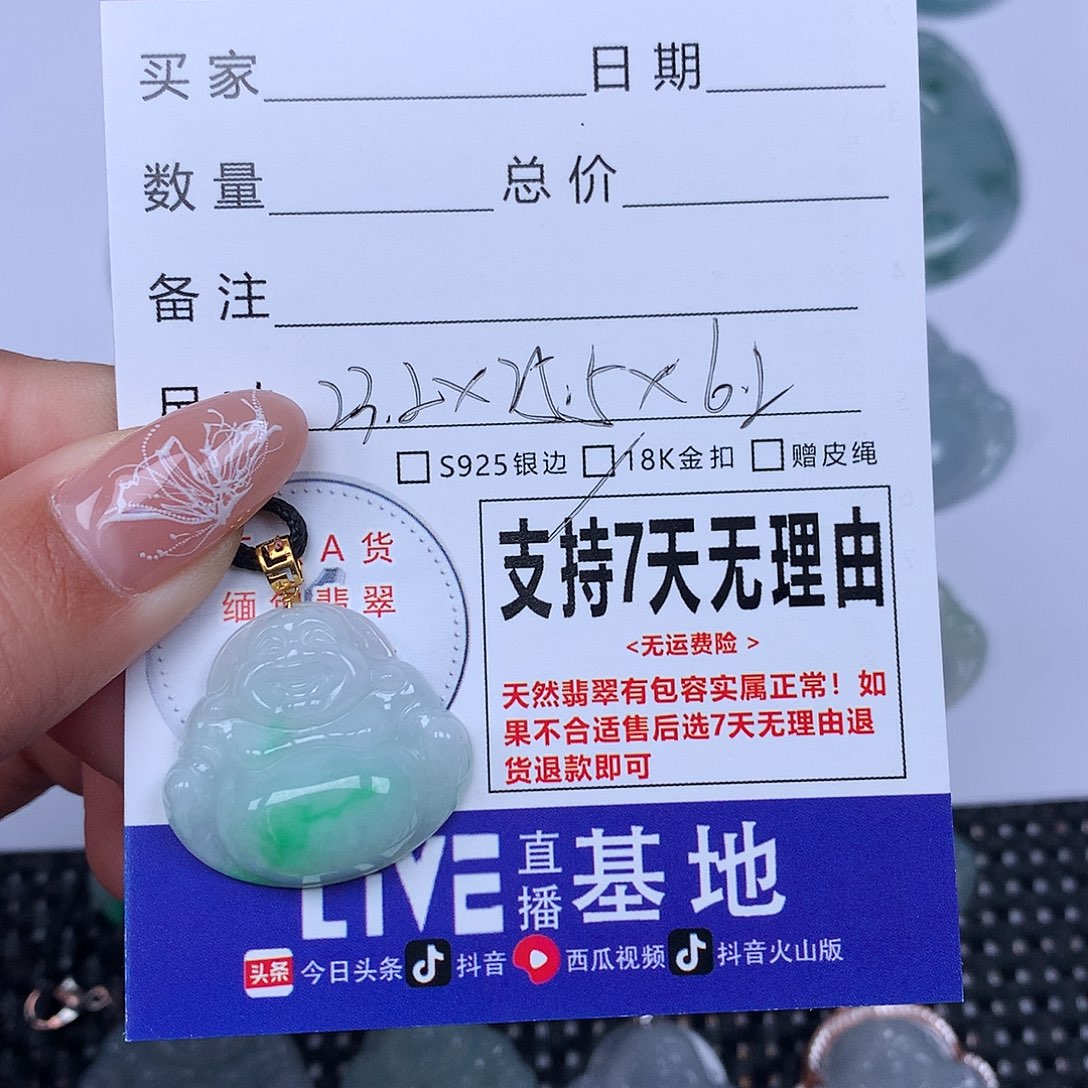 买家 日期
数量 总价
备注
23.2×25.5×6.2
S925银边 18K金扣 赠皮绳
A货
翡翠
支持7天无理由
<无运费险 >
天然翡翠有包容实属正常！如
果不合适售后选7天无理由退
货退款即可
LIVE 直播 基地
头条 今日头条 抖音 西瓜视频 抖音火山版